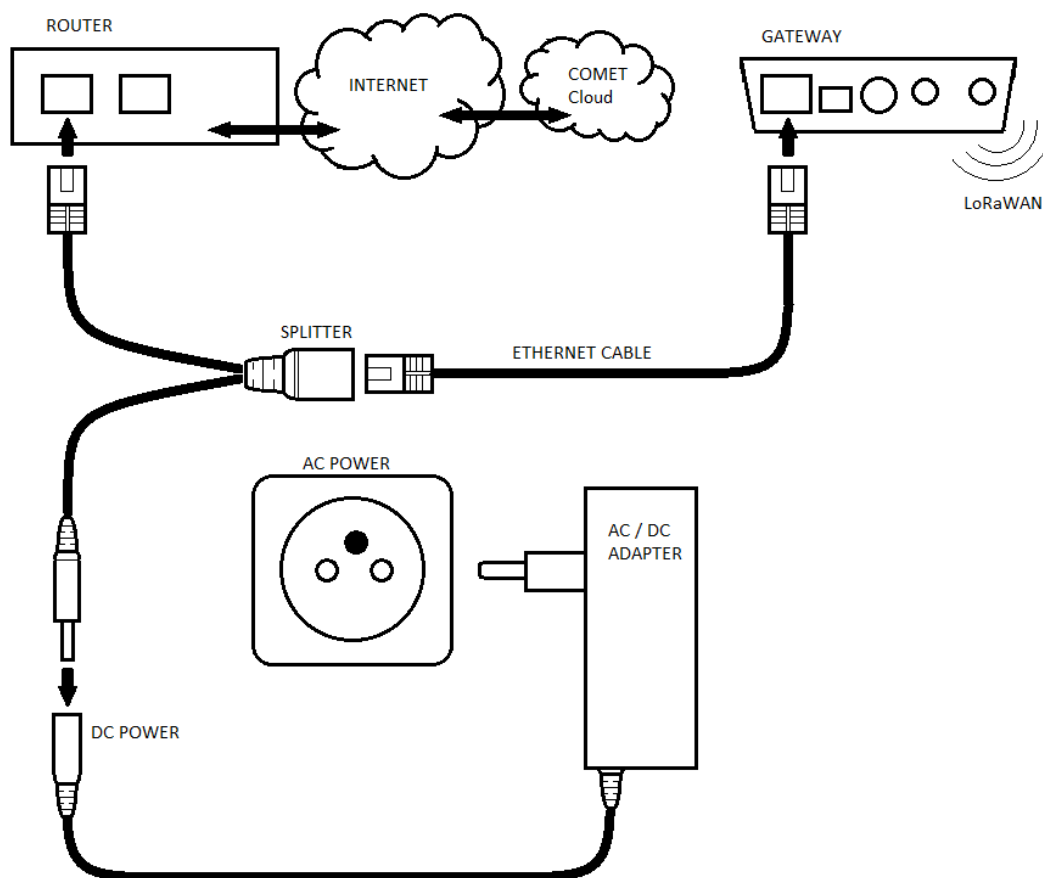 ROUTER
INTERNET
COMET
Cloud
GATEWAY
LoRaWAN
SPLITTER
ETHERNET CABLE
AC POWER
AC / DC
ADAPTER
DC POWER